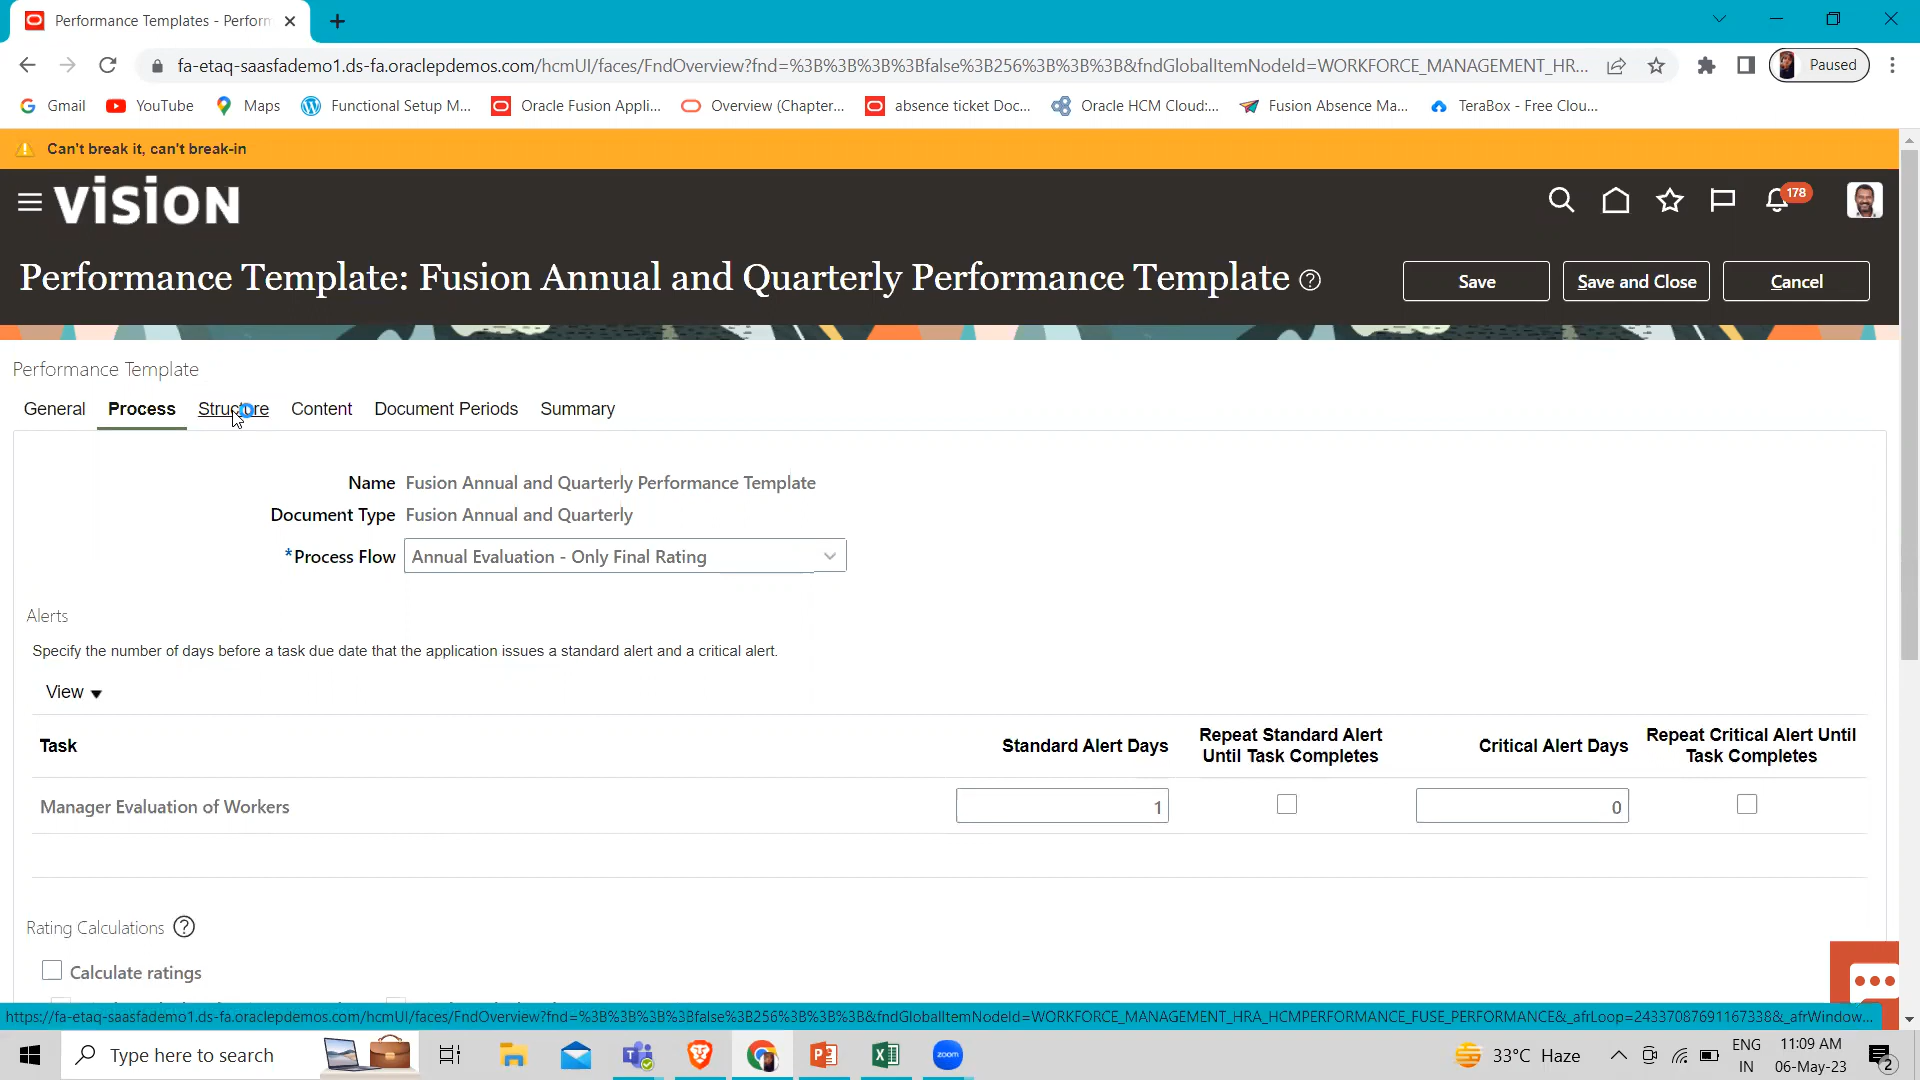 Performance Templates - Perform
fa-etaq-saasfademo1.ds-fa.oraclepdemos.com/hcmUI/faces/FndOverview?fnd=%3B%3B%3B%3Bfalse%3B256%3B%3B%3B&fndGlobalItemNodeId=WORKFORCE_MANAGEMENT_HR...
Paused
Gmail YouTube Maps Functional Setup M... Oracle Fusion Appli... Overview (Chapter... absence ticket Doc... Oracle HCM Cloud:... Fusion Absence Ma... TeraBox - Free Clou...
Can't break it, can't break-in
VISION
178
Performance Template: Fusion Annual and Quarterly Performance Template
Save Save and Close Cancel
Performance Template
General Process Structure Content Document Periods Summary
Name Fusion Annual and Quarterly Performance Template
Document Type Fusion Annual and Quarterly
*Process Flow Annual Evaluation - Only Final Rating
Alerts
Specify the number of days before a task due date that the application issues a standard alert and a critical alert.
View
Task Standard Alert Days Repeat Standard Alert Until Task Completes Critical Alert Days Repeat Critical Alert Until Task Completes
Manager Evaluation of Workers 1 0
Rating Calculations
Calculate ratings
https://fa-etaq-saasfademo1.ds-fa.oraclepdemos.com/hcmUI/faces/FndOverview?fnd=%3B%3B%3B%3Bfalse%3B256%3B%3B%3B&fndGlobalItemNodeId=WORKFORCE_MANAGEMENT_HRA_HCMPERFORMANCE_FUSE_PERFORMANCE&_afrLoop=24337087691167338&_afrWindow...
Type here to search
zoom
33°C Haze
ENG
IN
11:09 AM
06-May-23
2